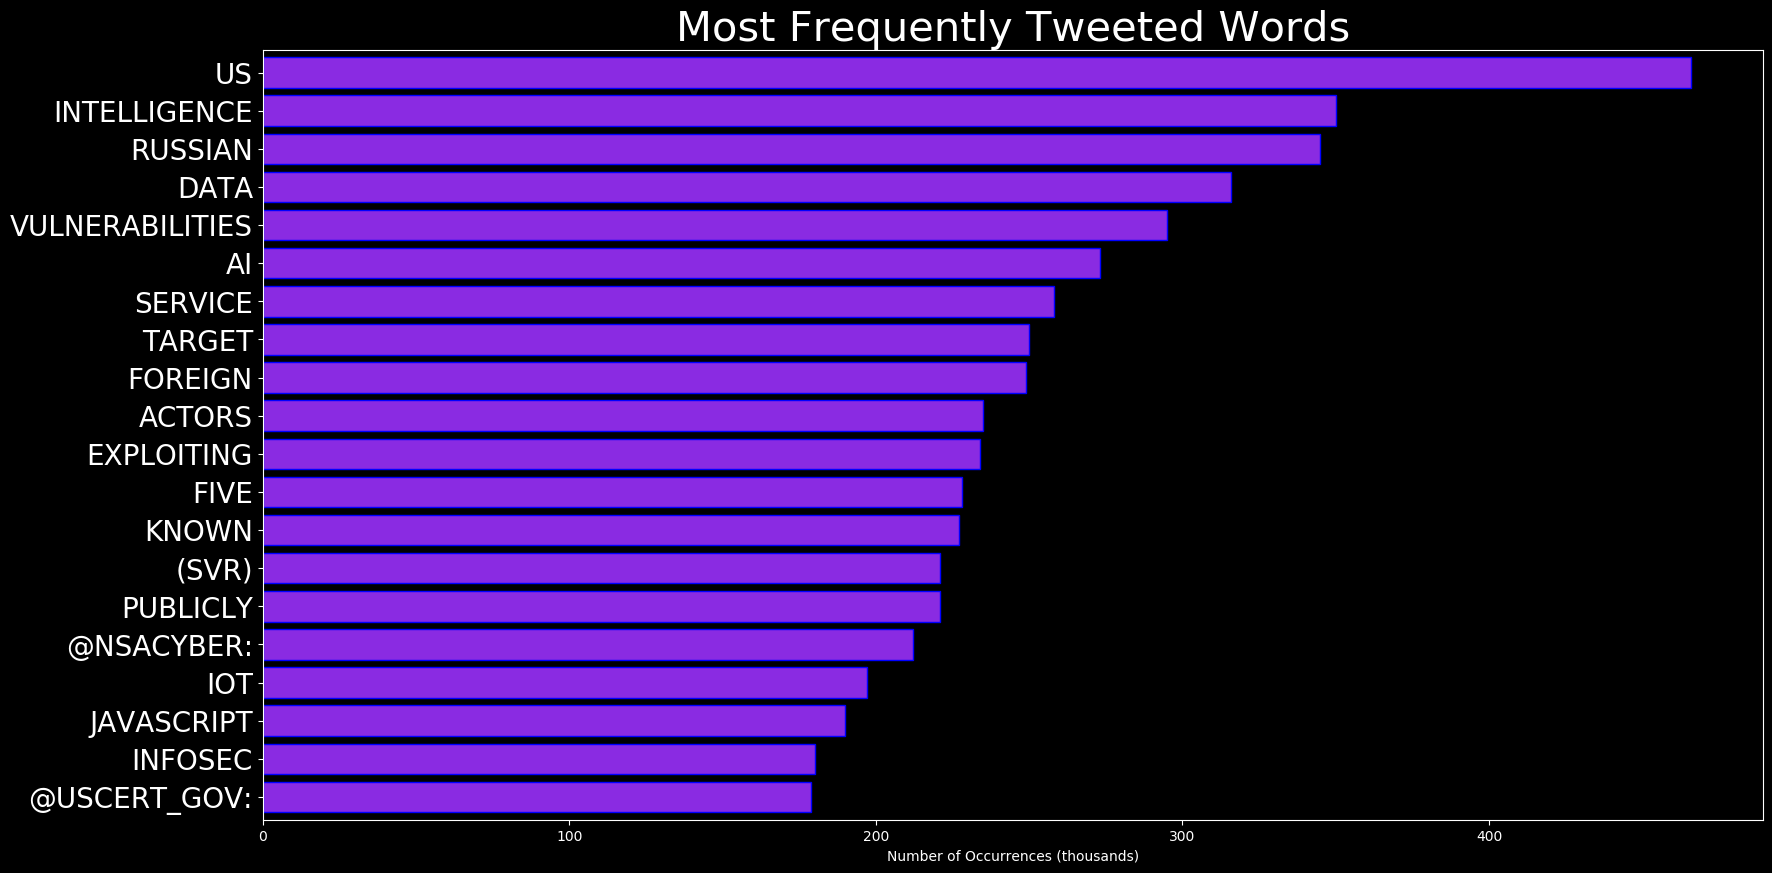 Most Frequently Tweeted Words
US
INTELLIGENCE
RUSSIAN
DATA
VULNERABILITIES
AI
SERVICE
TARGET
FOREIGN
ACTORS
EXPLOITING
FIVE
KNOWN
(SVR)
PUBLICLY
@NSACYBER:
IOT
JAVASCRIPT
INFOSEC
@USCERT_GOV:
0 100 200 300 400
Number of Occurrences (thousands)